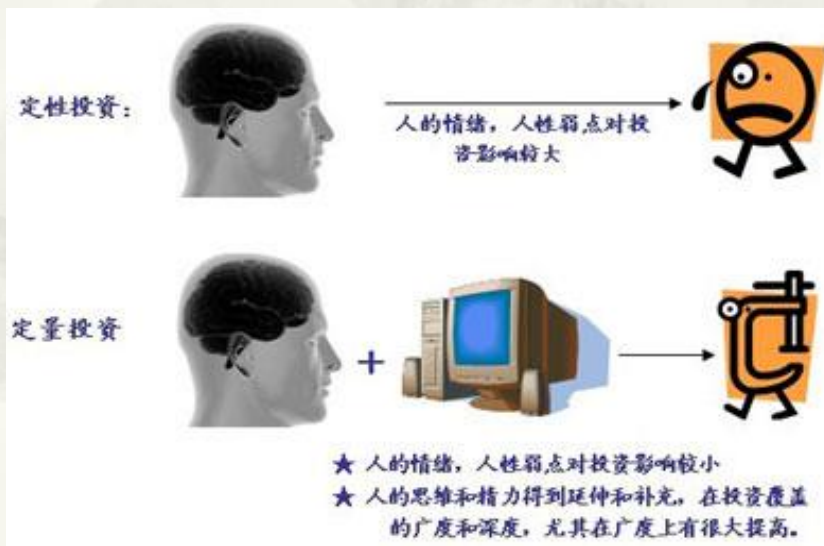 定性投资：
人的情绪，人性弱点对投
资影响较大
定量投资
+
★ 人的情绪，人性弱点对投资影响较小
★ 人的思维和精力得到延伸和补充，在投资覆盖
的广度和深度，尤其在广度上有很大提高。